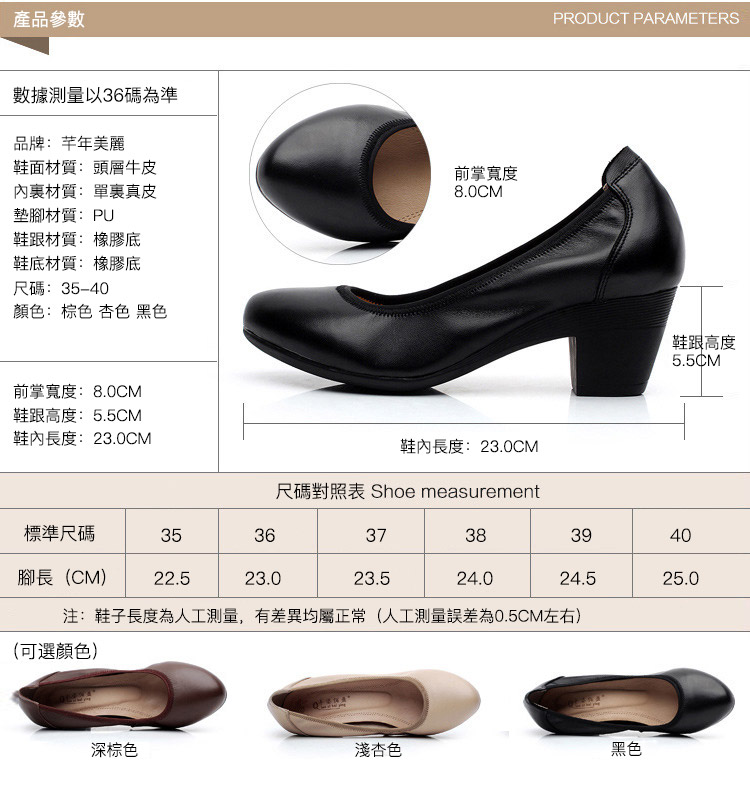 產品參數
PRODUCT PARAMETERS
數據測量以36碼為準
品牌：芊年美麗
鞋面材質：頭層牛皮
內裏材質：單裏真皮
墊腳材質：PU
鞋跟材質：橡膠底
鞋底材質：橡膠底
尺碼：35-40
顏色：棕色 杏色 黑色
前掌寬度：8.0CM
鞋跟高度：5.5CM
鞋內長度：23.0CM
前掌寬度
8.0CM
鞋跟高度
5.5CM
鞋內長度：23.0CM
尺碼對照表 Shoe measurement
標準尺碼 35 36 37 38 39 40
腳長（CM） 22.5 23.0 23.5 24.0 24.5 25.0
注：鞋子長度為人工測量，有差異均屬正常（人工測量誤差為0.5CM左右）
(可選顏色)
深棕色 淺杏色 黑色